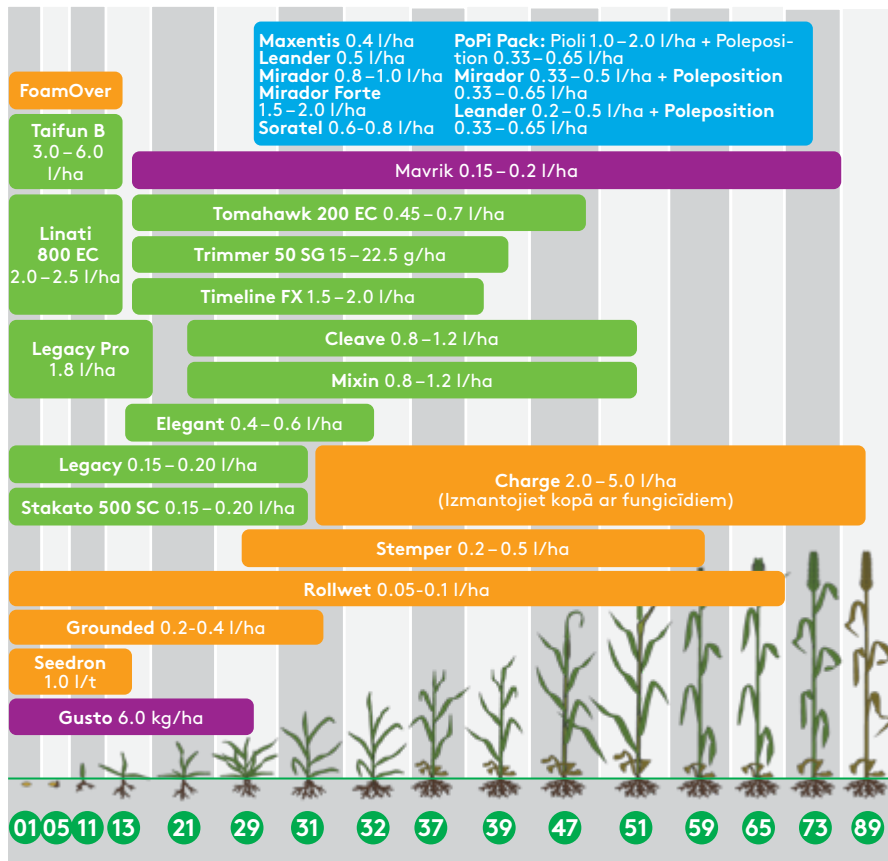 Maxentis 0.4 l/ha
Leander 0.5 l/ha
Mirador 0.8–1.0 l/ha
Mirador Forte
1.5–2.0 l/ha
Soratel 0.6-0.8 l/ha
PoPi Pack: Pioli 1.0–2.0 l/ha + Poleposi-
tion 0.33–0.65 l/ha
Mirador 0.33–0.5 l/ha + Poleposition
0.33–0.65 l/ha
Leander 0.2–0.5 l/ha + Poleposition
0.33–0.65 l/ha
FoamOver
Taifun B
3.0–6.0
l/ha
Mavrik 0.15–0.2 l/ha
Linati
800 EC
2.0–2.5 l/ha
Tomahawk 200 EC 0.45–0.7 l/ha
Trimmer 50 SG 15–22.5 g/ha
Timeline FX 1.5–2.0 l/ha
Legacy Pro
1.8 l/ha
Cleave 0.8–1.2 l/ha
Mixin 0.8–1.2 l/ha
Elegant 0.4–0.6 l/ha
Legacy 0.15–0.20 l/ha
Stakato 500 SC 0.15–0.20 l/ha
Charge 2.0–5.0 l/ha
(Izmantojiet kopā ar fungicīdiem)
Stemper 0.2–0.5 l/ha
Rollwet 0.05-0.1 l/ha
Grounded 0.2-0.4 l/ha
Seedron
1.0 l/t
Gusto 6.0 kg/ha
01 05 11 13 21 29 31 32 37 39 47 51 59 65 73 89